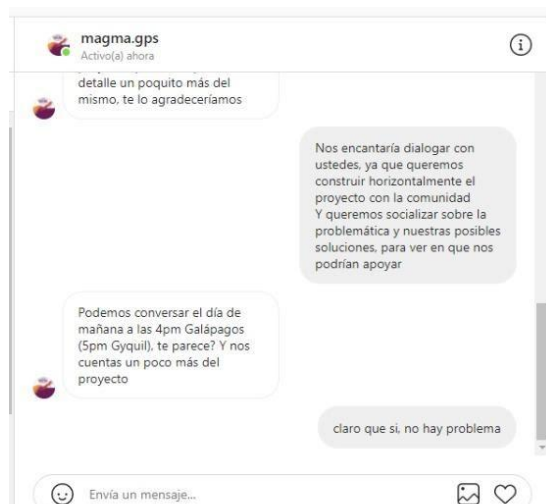 magma.gps
Activo(a) ahora
detalle un poquito más del
mismo, te lo agradeceríamos
Nos encantaría dialogar con
ustedes, ya que queremos
construir horizontalmente el
proyecto con la comunidad
Y queremos socializar sobre la
problemática y nuestras posibles
soluciones, para ver en que nos
podrían apoyar
Podemos conversar el día de
mañana a las 4pm Galápagos
(5pm Gyquil), te parece? Y nos
cuentas un poco más del
proyecto
claro que si, no hay problema
Envía un mensaje...